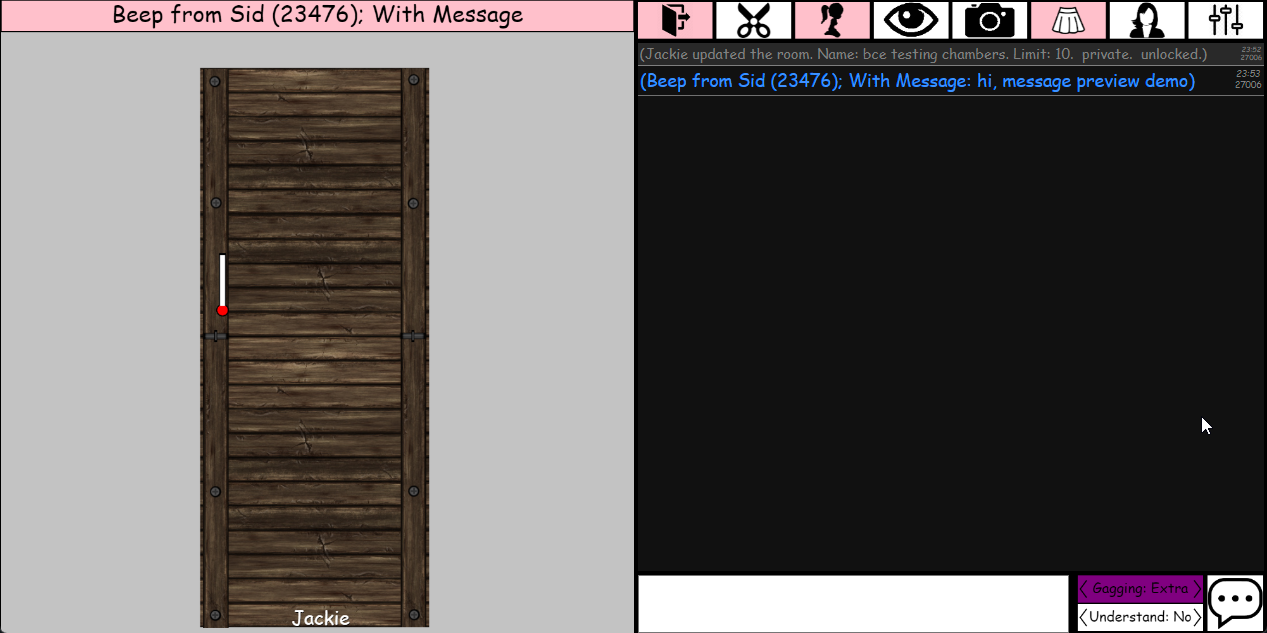 Beep from Sid (23476); With Message
(Jackie updated the room. Name: bce testing chambers. Limit: 10. private. unlocked.)
23:52
27006
(Beep from Sid (23476); With Message: hi, message preview demo)
23:53
27006
Jackie
Gagging: Extra
Understand: No